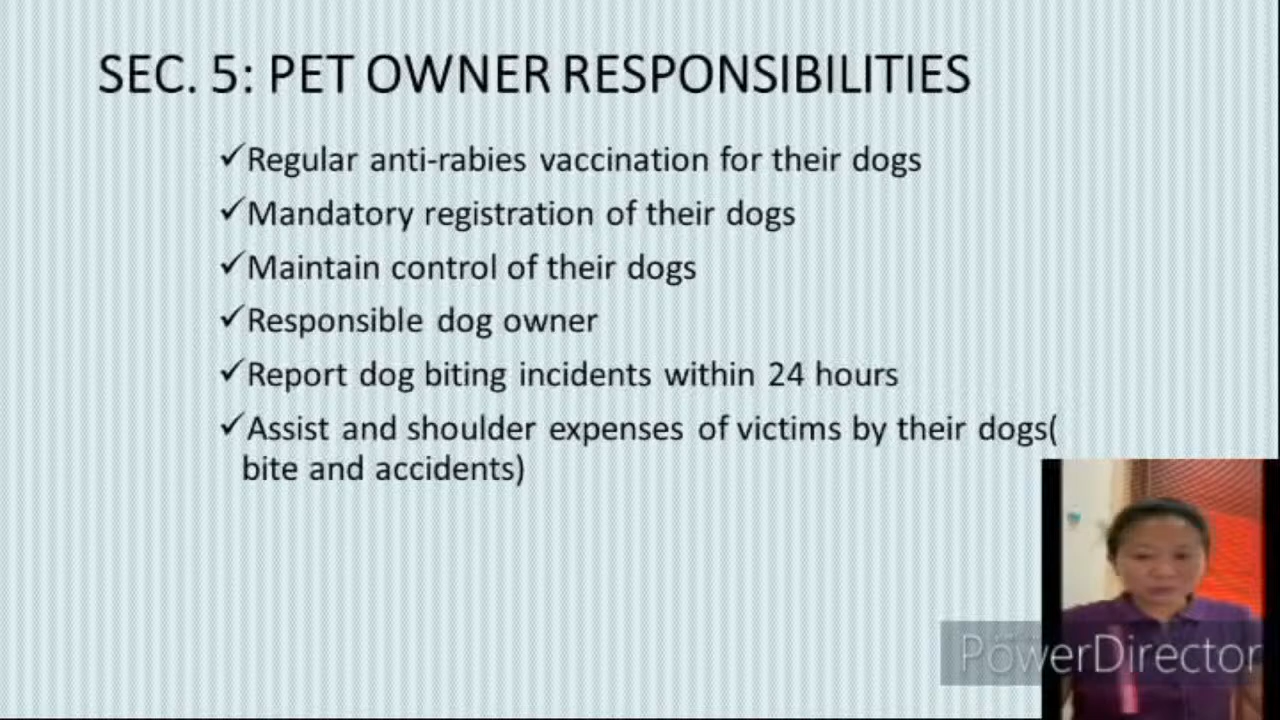 SEC. 5: PET OWNER RESPONSIBILITIES
✓Regular anti-rabies vaccination for their dogs
✓Mandatory registration of their dogs
✓Maintain control of their dogs
✓Responsible dog owner
✓Report dog biting incidents within 24 hours
✓Assist and shoulder expenses of victims by their dogs(
bite and accidents)
PowerDirector